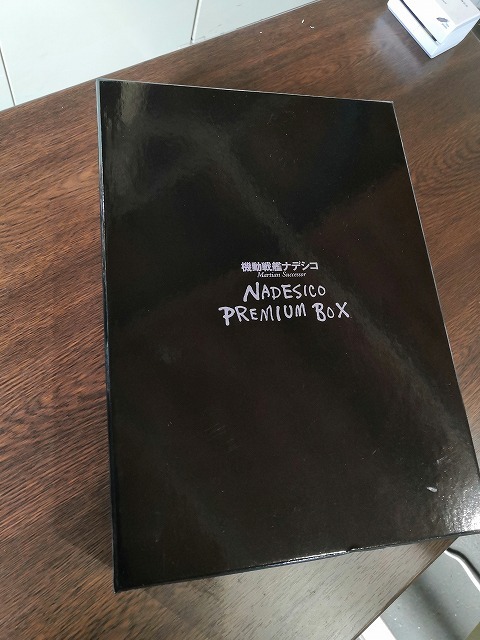 機動戦艦ナデシコ
Martian Successor
NADESICO
PREMIUM BOX